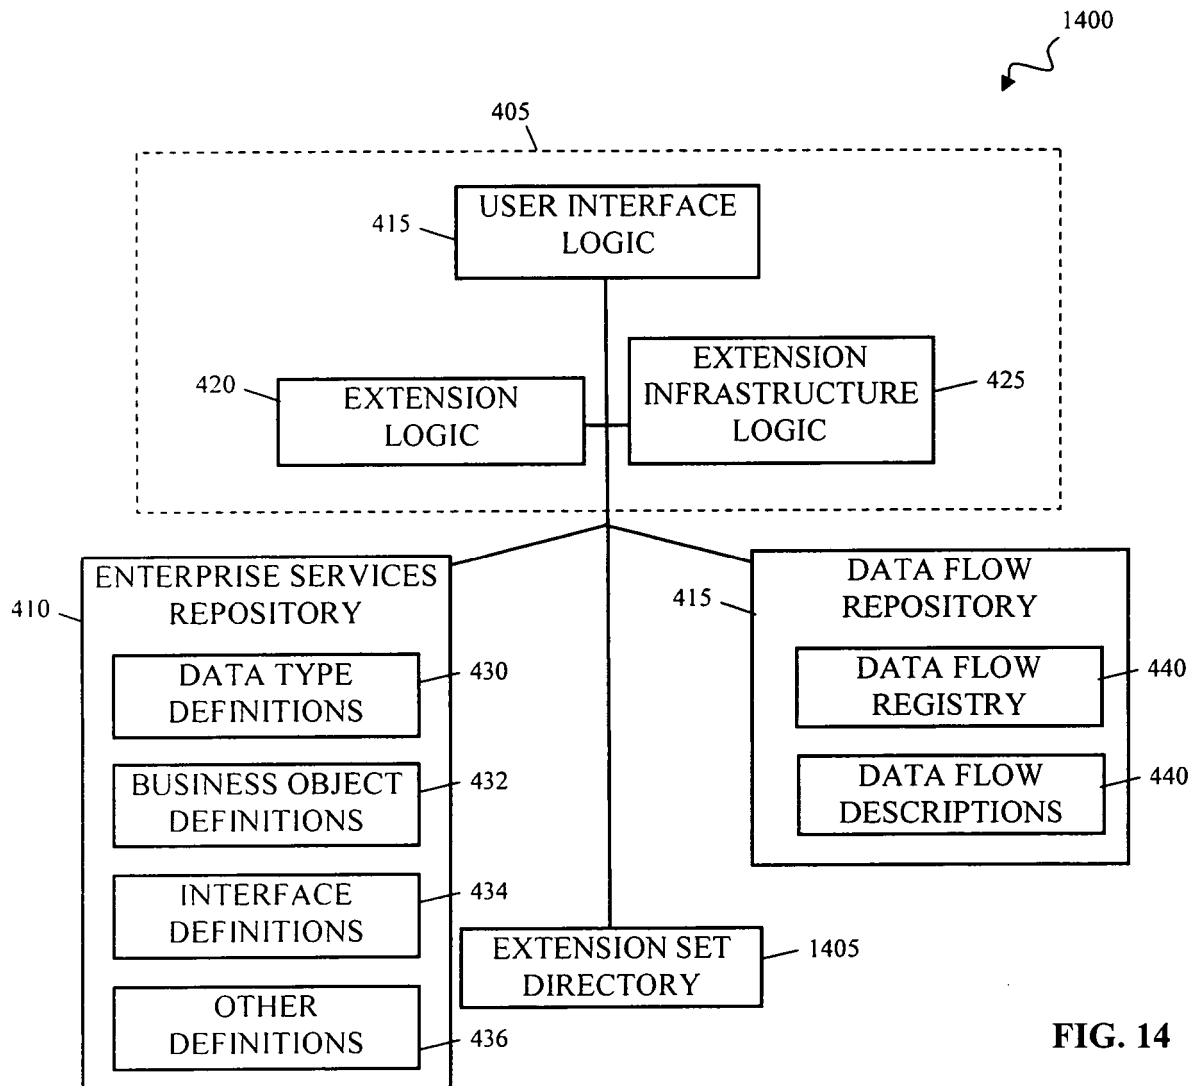 1400
405
USER INTERFACE
LOGIC
415
EXTENSION
INFRASTRUCTURE
LOGIC
425
420
EXTENSION
LOGIC
ENTERPRISE SERVICES
REPOSITORY
410
DATA TYPE
DEFINITIONS
430
BUSINESS OBJECT
DEFINITIONS
432
INTERFACE
DEFINITIONS
434
OTHER
DEFINITIONS
436
DATA FLOW
REPOSITORY
415
DATA FLOW
REGISTRY
440
DATA FLOW
DESCRIPTIONS
440
EXTENSION SET
DIRECTORY
1405
FIG. 14